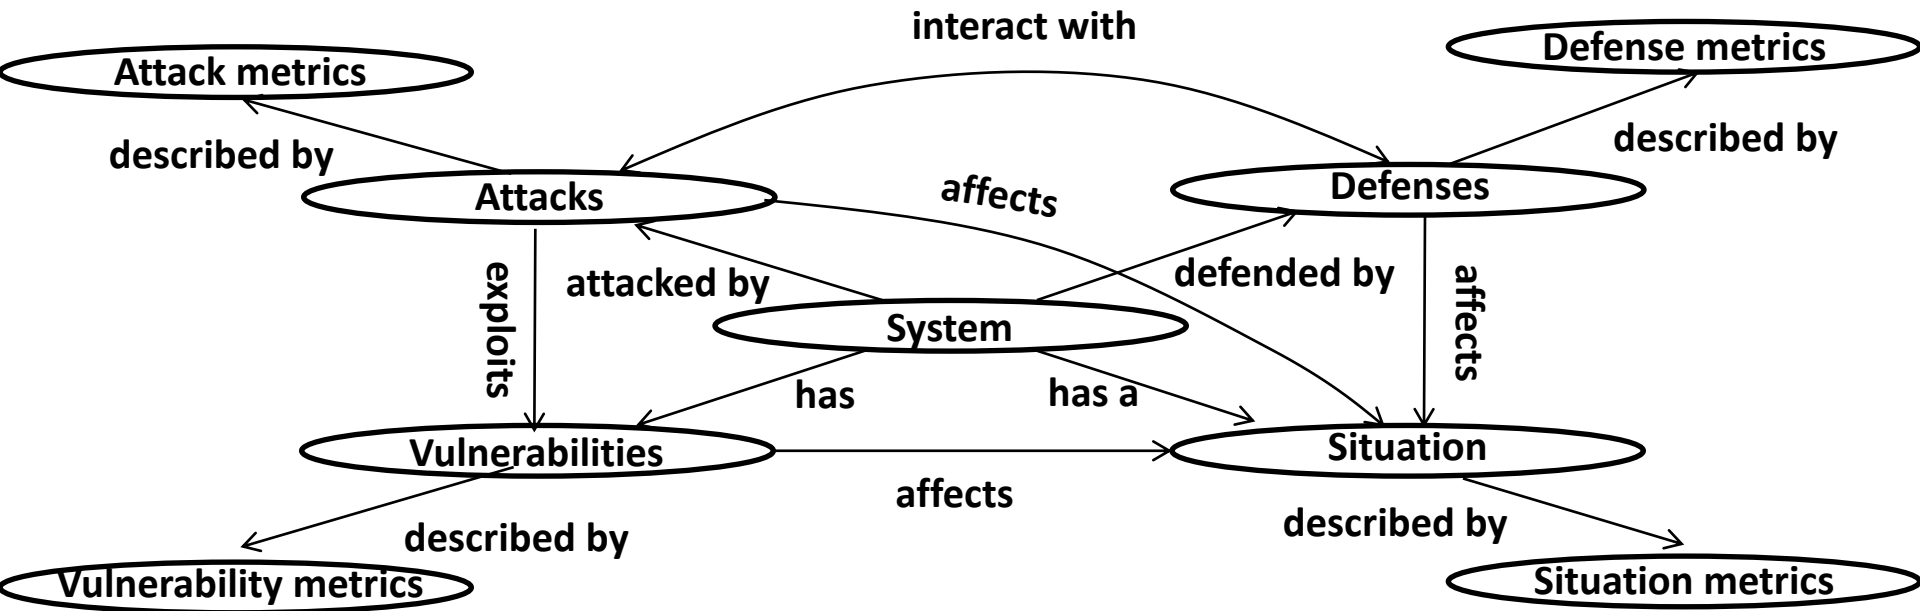 interact with
Attack metrics
Defense metrics
described by
described by
Attacks
affects
Defenses
exploits
attacked by
defended by
affects
System
has
has a
Vulnerabilities
Situation
affects
described by
described by
Vulnerability metrics
Situation metrics